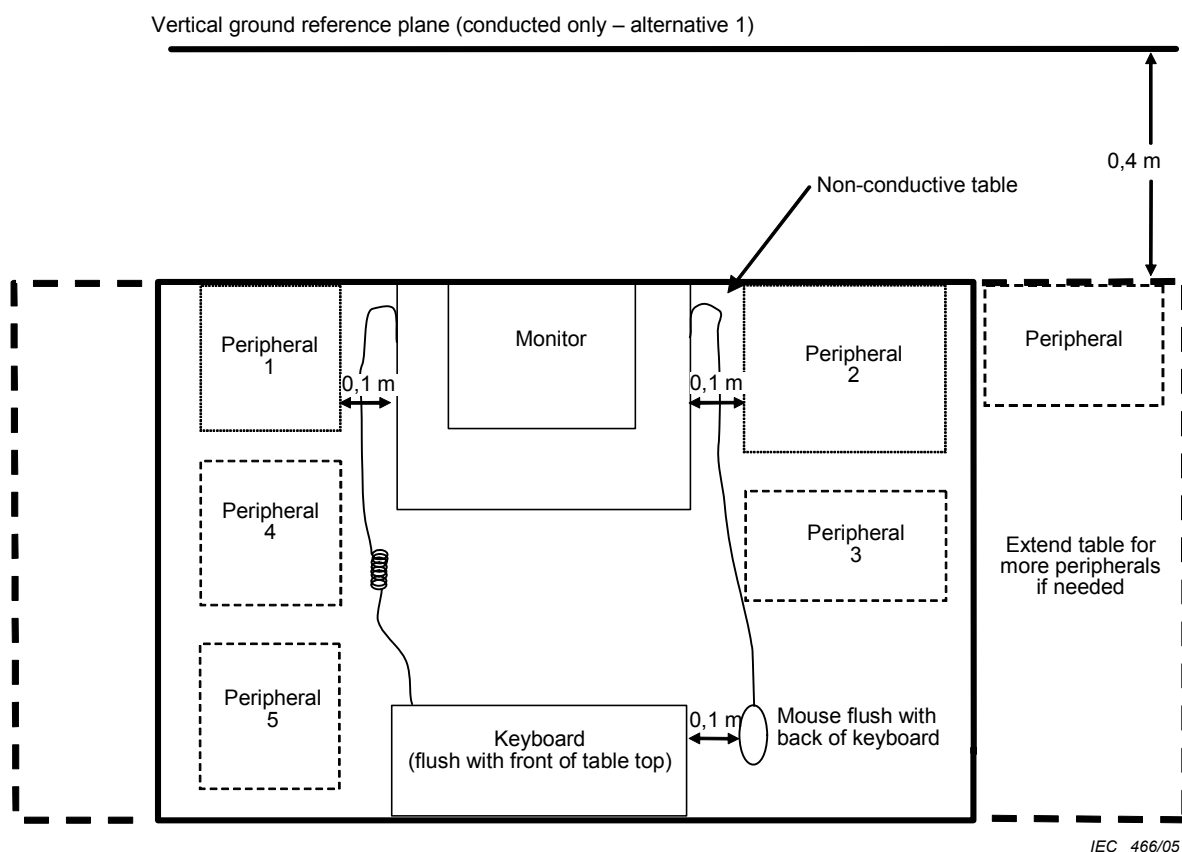 Vertical ground reference plane (conducted only – alternative 1)
0,4 m
Non-conductive table
Peripheral
1
Monitor
Peripheral
2
Peripheral
0,1 m
0,1 m
Peripheral
4
Peripheral
3
Extend table for
more peripherals
if needed
Peripheral
5
Keyboard
(flush with front of table top)
0,1 m
Mouse flush with
back of keyboard
IEC 466/05